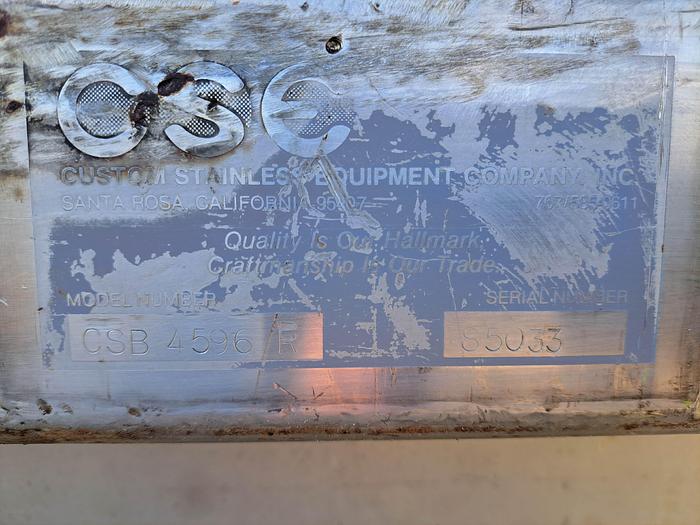 CSE
CUSTOM STAINLESS EQUIPMENT COMPANY, INC.
SANTA ROSA, CALIFORNIA
Quality Is Our Hallmark,
Craftmanship Is Our Trade.
MODEL NUMBER SERIAL NUMBER
CSB 4596 R S5033